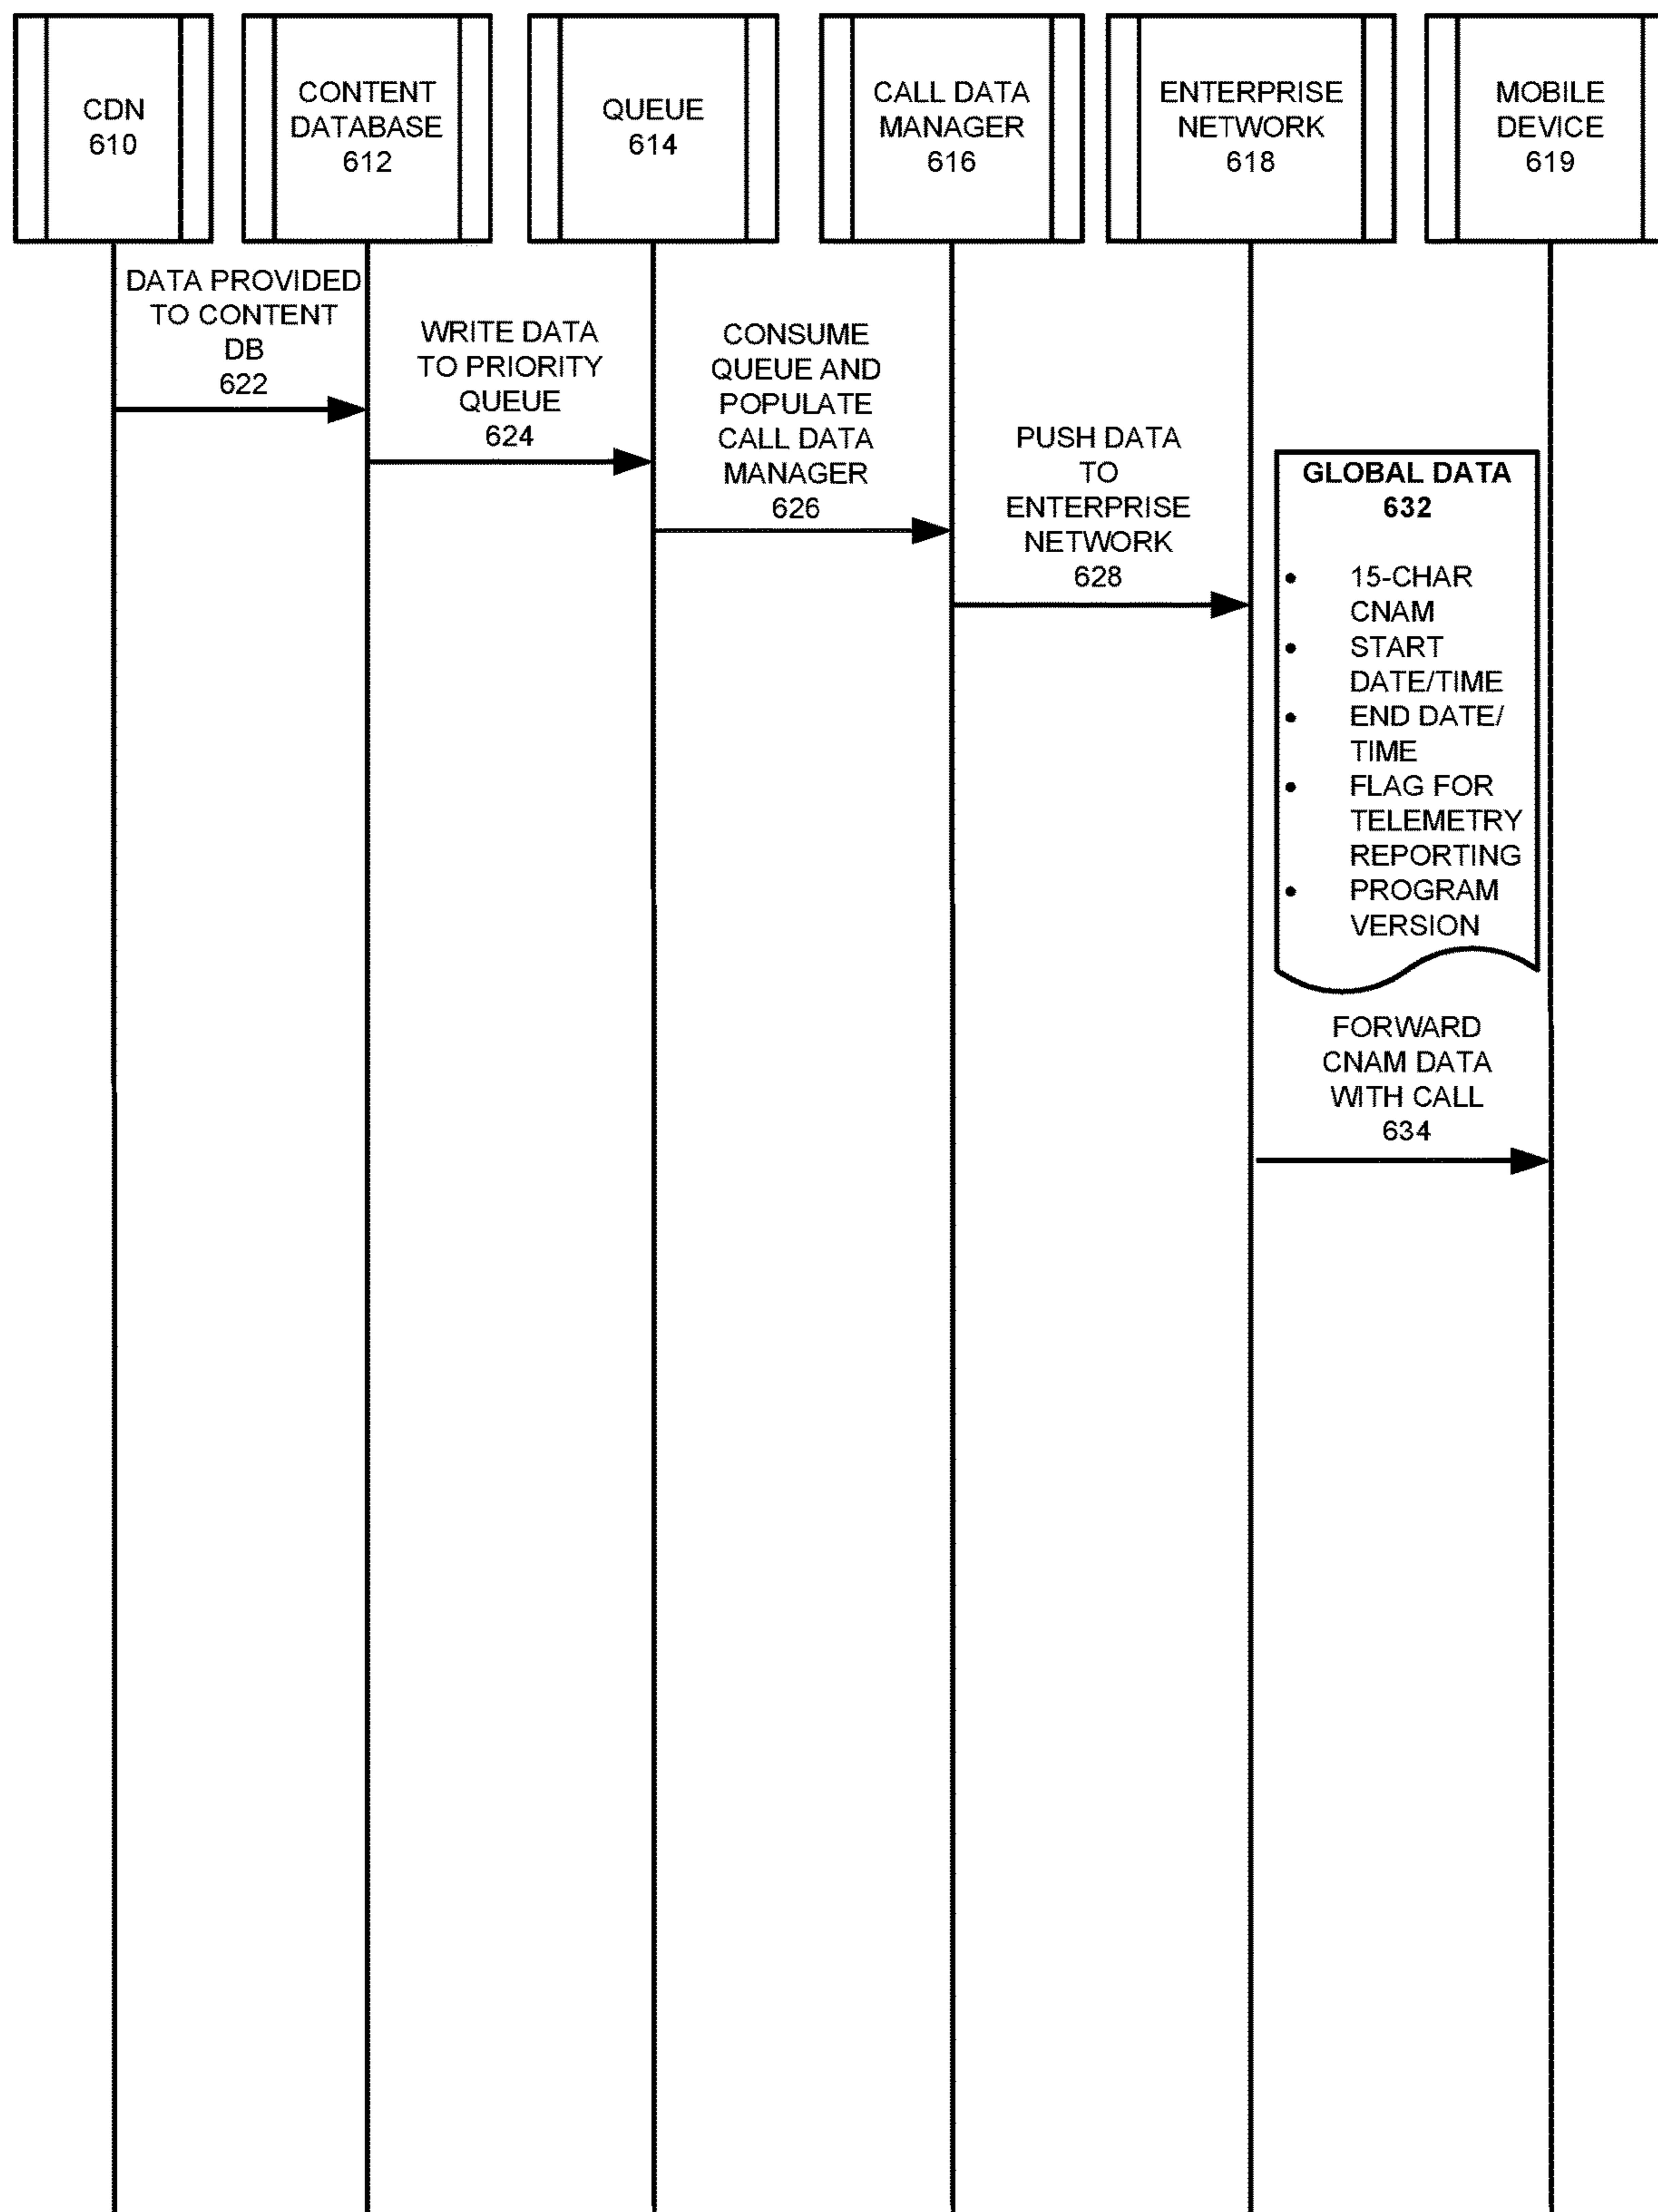 CDN
610
CONTENT
DATABASE
612
QUEUE
614
CALL DATA
MANAGER
616
ENTERPRISE
NETWORK
618
MOBILE
DEVICE
619
DATA PROVIDED
TO CONTENT
DB
622
WRITE DATA
TO PRIORITY
QUEUE
624
CONSUME
QUEUE AND
POPULATE
CALL DATA
MANAGER
626
PUSH DATA
TO
ENTERPRISE
NETWORK
628
GLOBAL DATA
632
• 15-CHAR
CNAM
• START
DATE/TIME
• END DATE/
TIME
• FLAG FOR
TELEMETRY
REPORTING
• PROGRAM
VERSION
FORWARD
CNAM DATA
WITH CALL
634